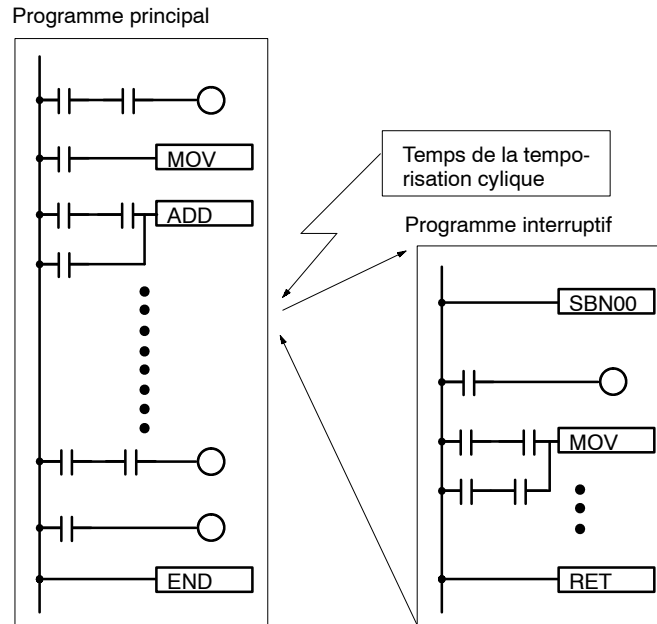 Programme principal
MOV
ADD
END
Temps de la tempo-
risation cylique
Programme interruptif
SBN00
MOV
RET